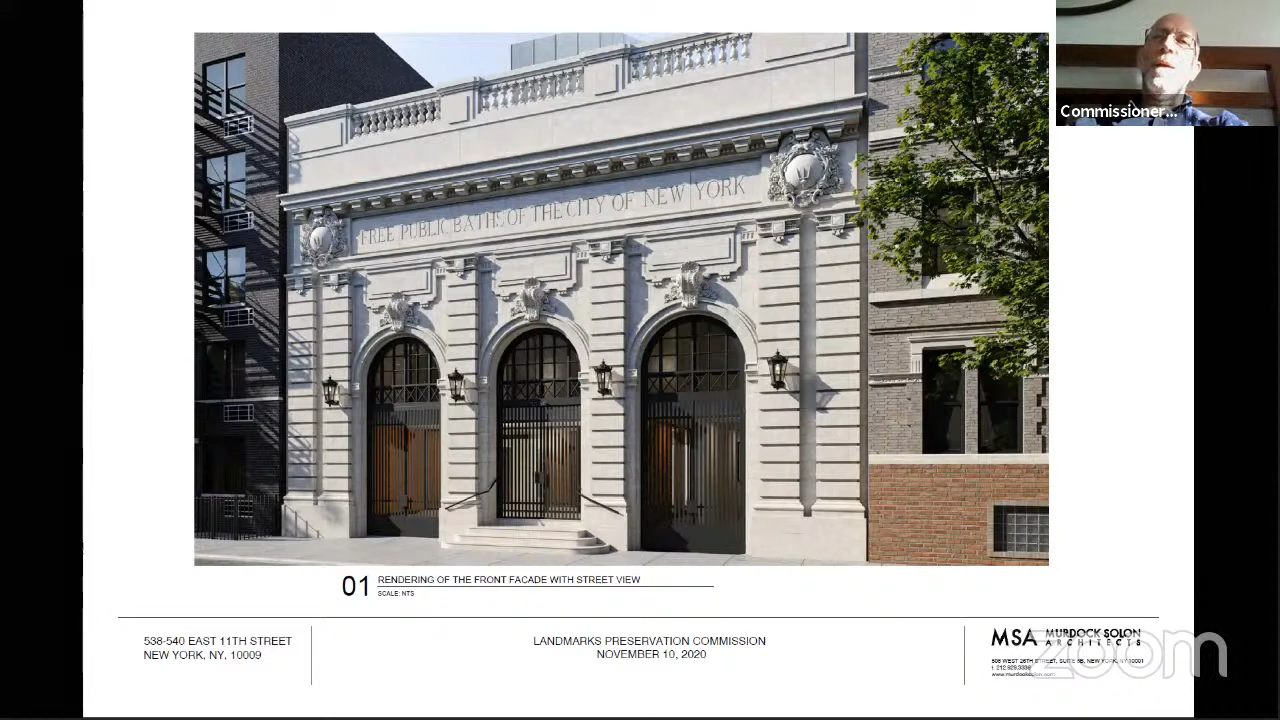 Commissioner...
FREE PUBLIC BATHS OF THE CITY OF NEW YORK
01
RENDERING OF THE FRONT FACADE WITH STREET VIEW
SCALE: NTS
538-540 EAST 11TH STREET
NEW YORK, NY, 10009
LANDMARKS PRESERVATION COMMISSION
NOVEMBER 10, 2020
MSA MURDOCK SOLON
ARCHITECTS
zoom